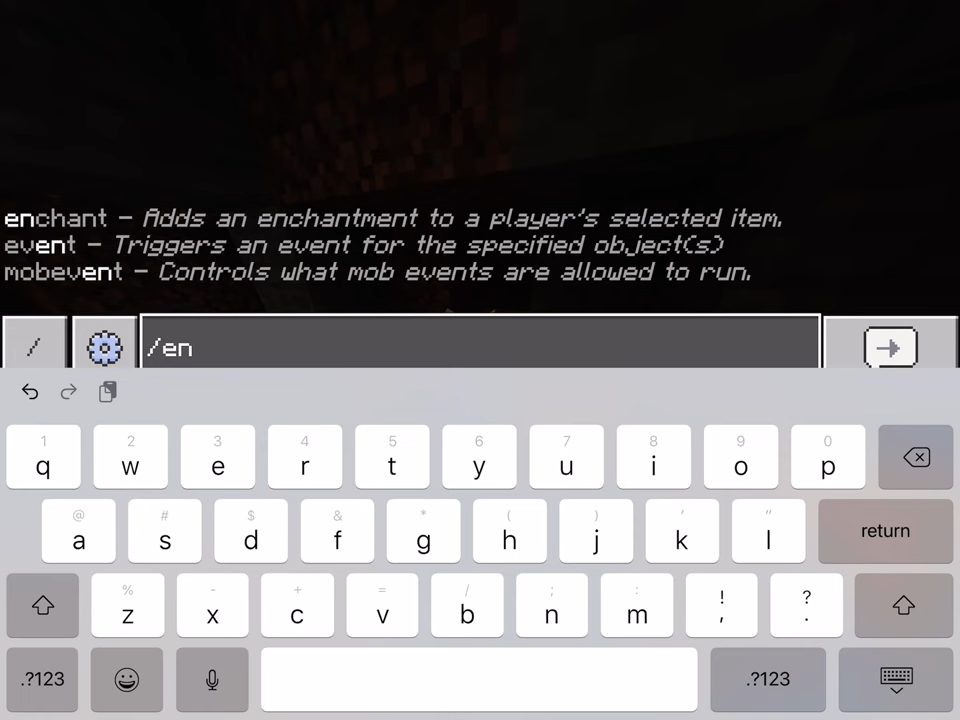 enchant – Adds an enchantment to a player's selected item.
event – Triggers an event for the specified object(s)
mobevent – Controls what mob events are allowed to run.
/ /en
1 2 3 4 5 6 7 8 9 0
q w e r t y u i o p
@ # $ & * ( ) ' "
a s d f g h j k l return
% - + = / ; : ! ?
z x c v b n m , .
.?123 .?123